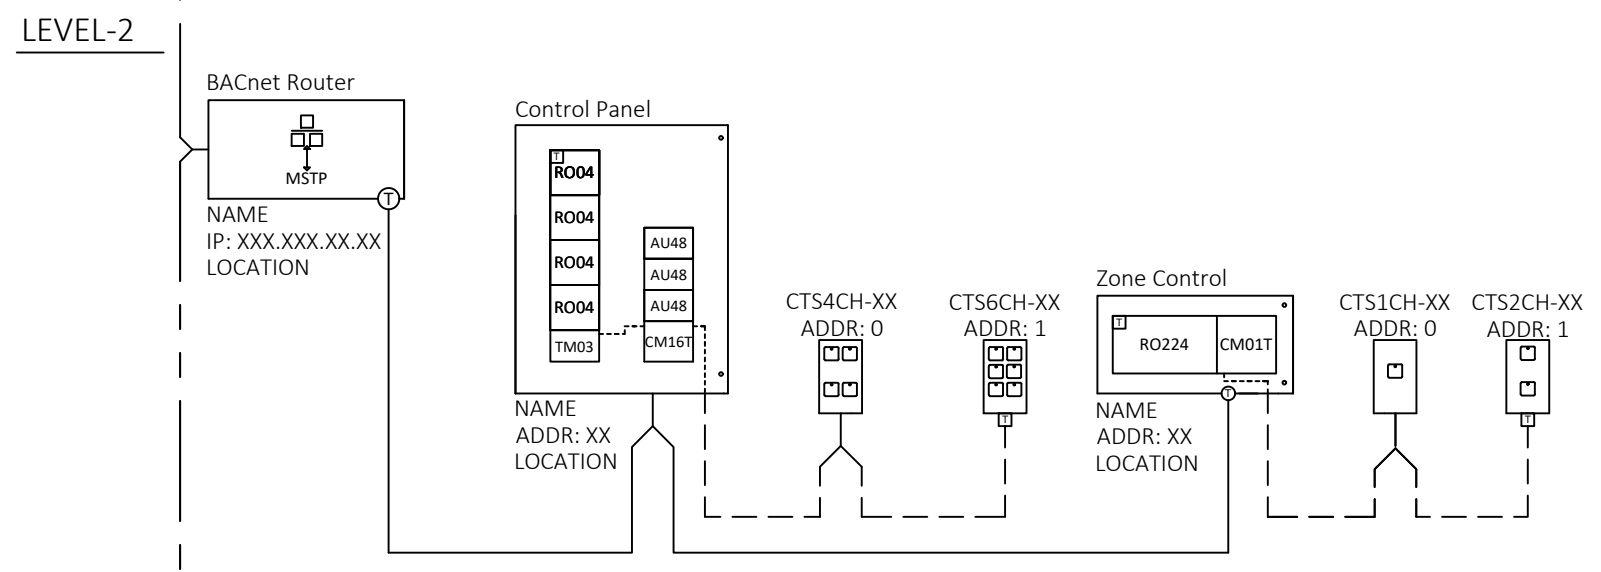 LEVEL-2
BACnet Router
MSTP
T
NAME
IP: XXX.XXX.XX.XX
LOCATION
Control Panel
T
RO04
RO04
RO04
RO04
TM03
AU48
AU48
AU48
CM16T
NAME
ADDR: XX
LOCATION
CTS4CH-XX
ADDR: 0
CTS6CH-XX
ADDR: 1
T
Zone Control
T
RO224
CM01T
T
NAME
ADDR: XX
LOCATION
CTS1CH-XX
ADDR: 0
CTS2CH-XX
ADDR: 1
T